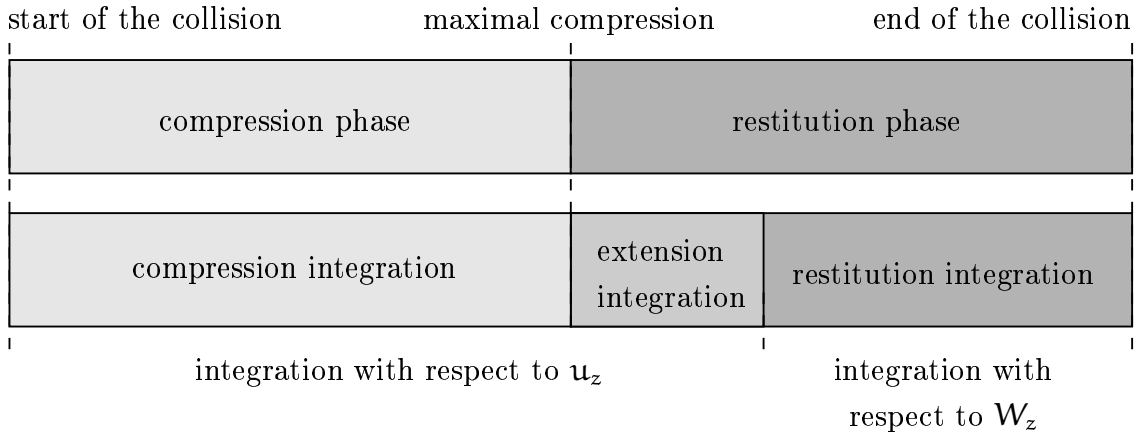 start of the collision
maximal compression
end of the collision
compression phase
restitution phase
compression integration
extension
integration
restitution integration
integration with respect to u_z
integration with
respect to W_z